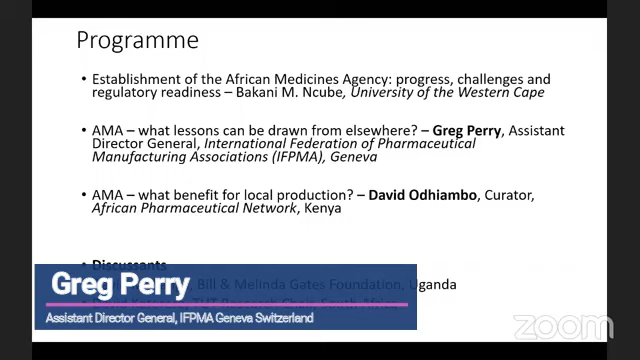 Programme
• Establishment of the African Medicines Agency: progress, challenges and
regulatory readiness – Bakani M. Ncube, University of the Western Cape
• AMA – what lessons can be drawn from elsewhere? – Greg Perry, Assistant
Director General, International Federation of Pharmaceutical
Manufacturing Associations (IFPMA), Geneva
• AMA – what benefit for local production? – David Odhiambo, Curator,
African Pharmaceutical Network, Kenya
• Discussants
Bill & Melinda Gates Foundation, Uganda
Greg Perry
Assistant Director General, IFPMA Geneva Switzerland
zoom